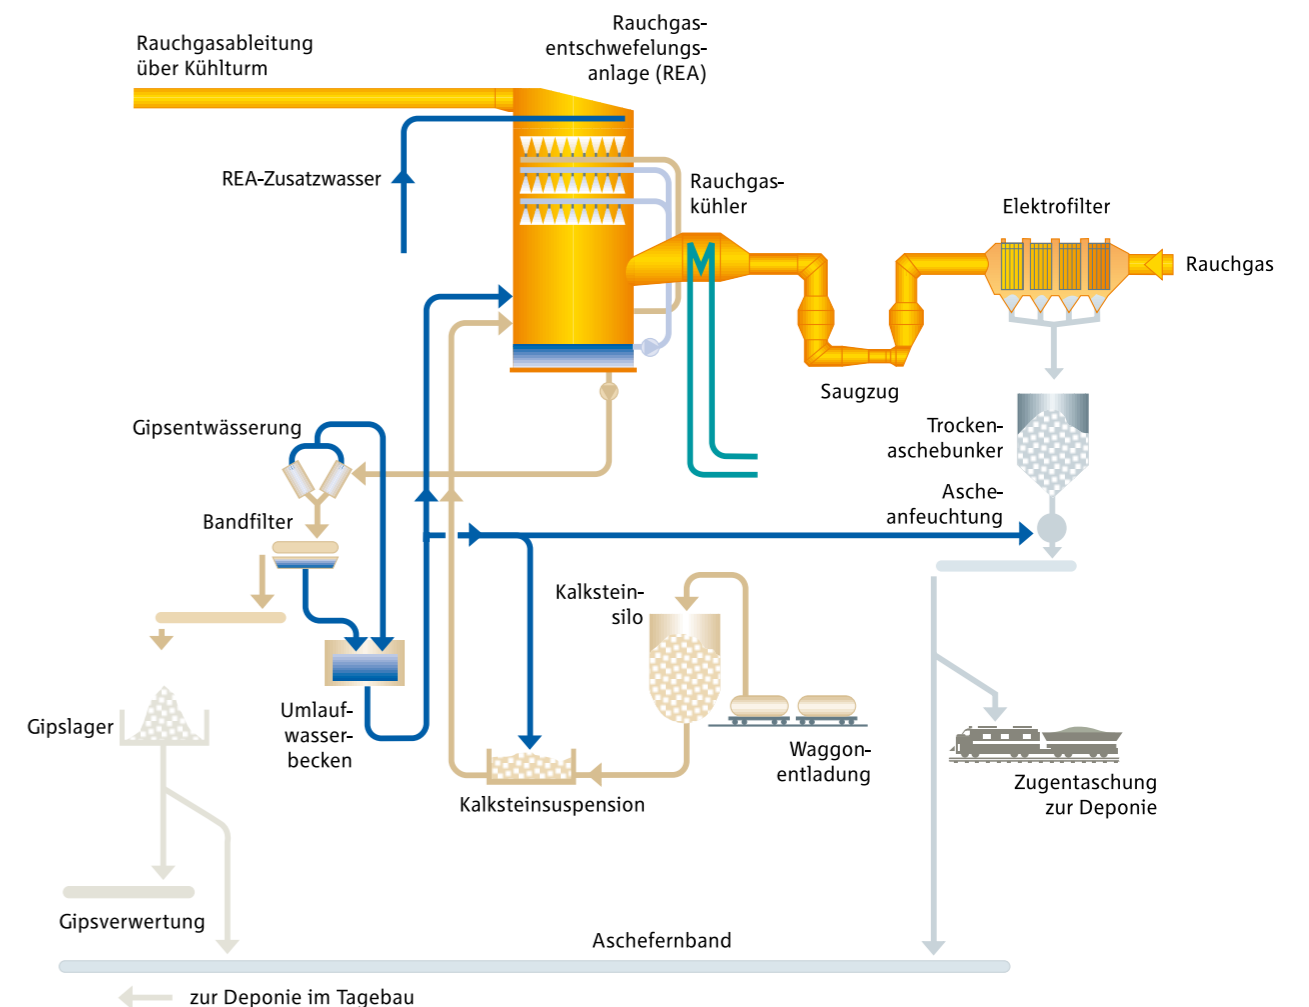 Rauchgas-
entschwefelungs-
anlage (REA)
Rauchgasableitung
über Kühlturm
REA-Zusatzwasser
Rauchgas-
kühler
Elektrofilter
Rauchgas
Saugzug
Trocken-
aschebunker
Asche-
anfeuchtung
Gipsentwässerung
Bandfilter
Kalkstein-
silo
Umlauf-
wasser-
becken
Gipslager
Waggon-
entladung
Kalksteinsuspension
Zugentaschung
zur Deponie
Gipsverwertung
Aschefernband
zur Deponie im Tagebau